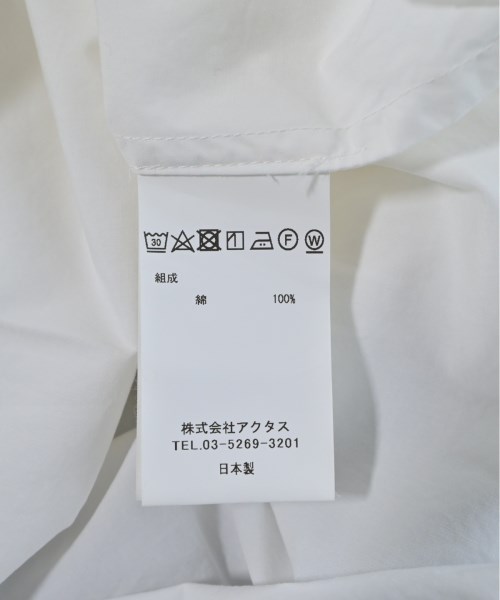 30 F W
組成
綿 100%
株式会社アクタス
TEL.03-5269-3201
日本製